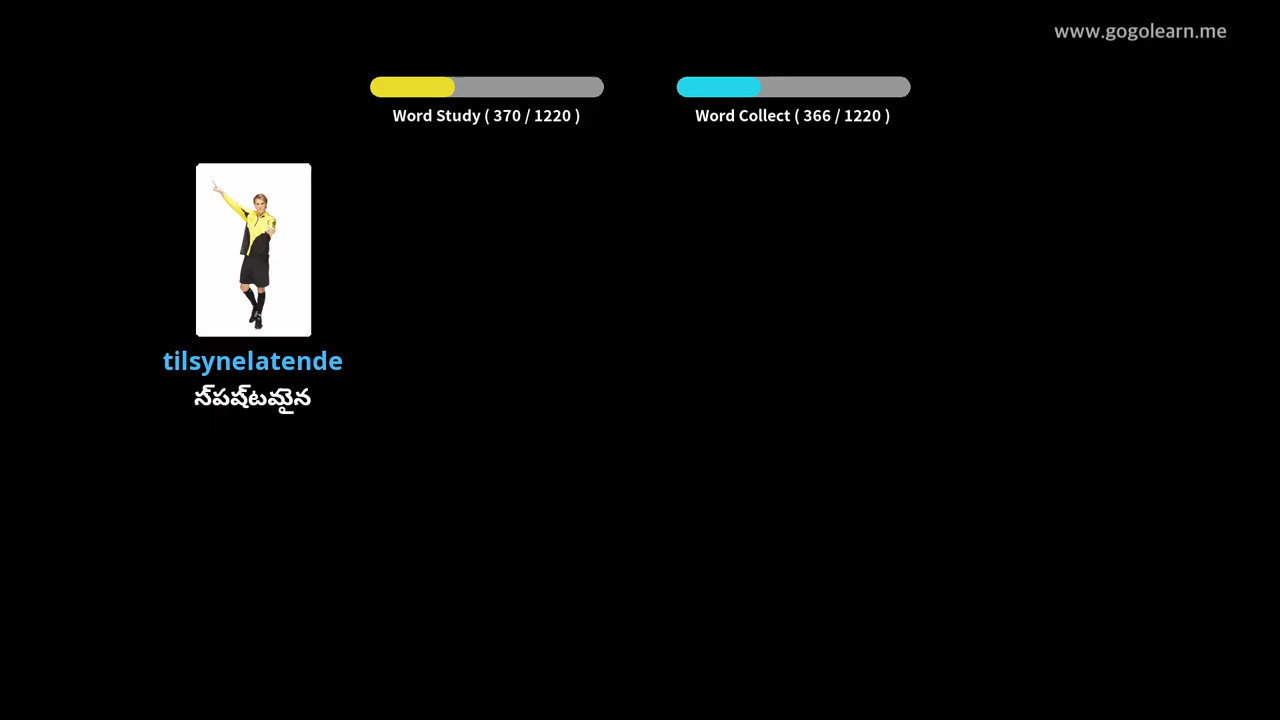 www.gogolearn.me
Word Study ( 370 / 1220 )
Word Collect ( 366 / 1220 )
tilsynelatende
స్పష్టమైన